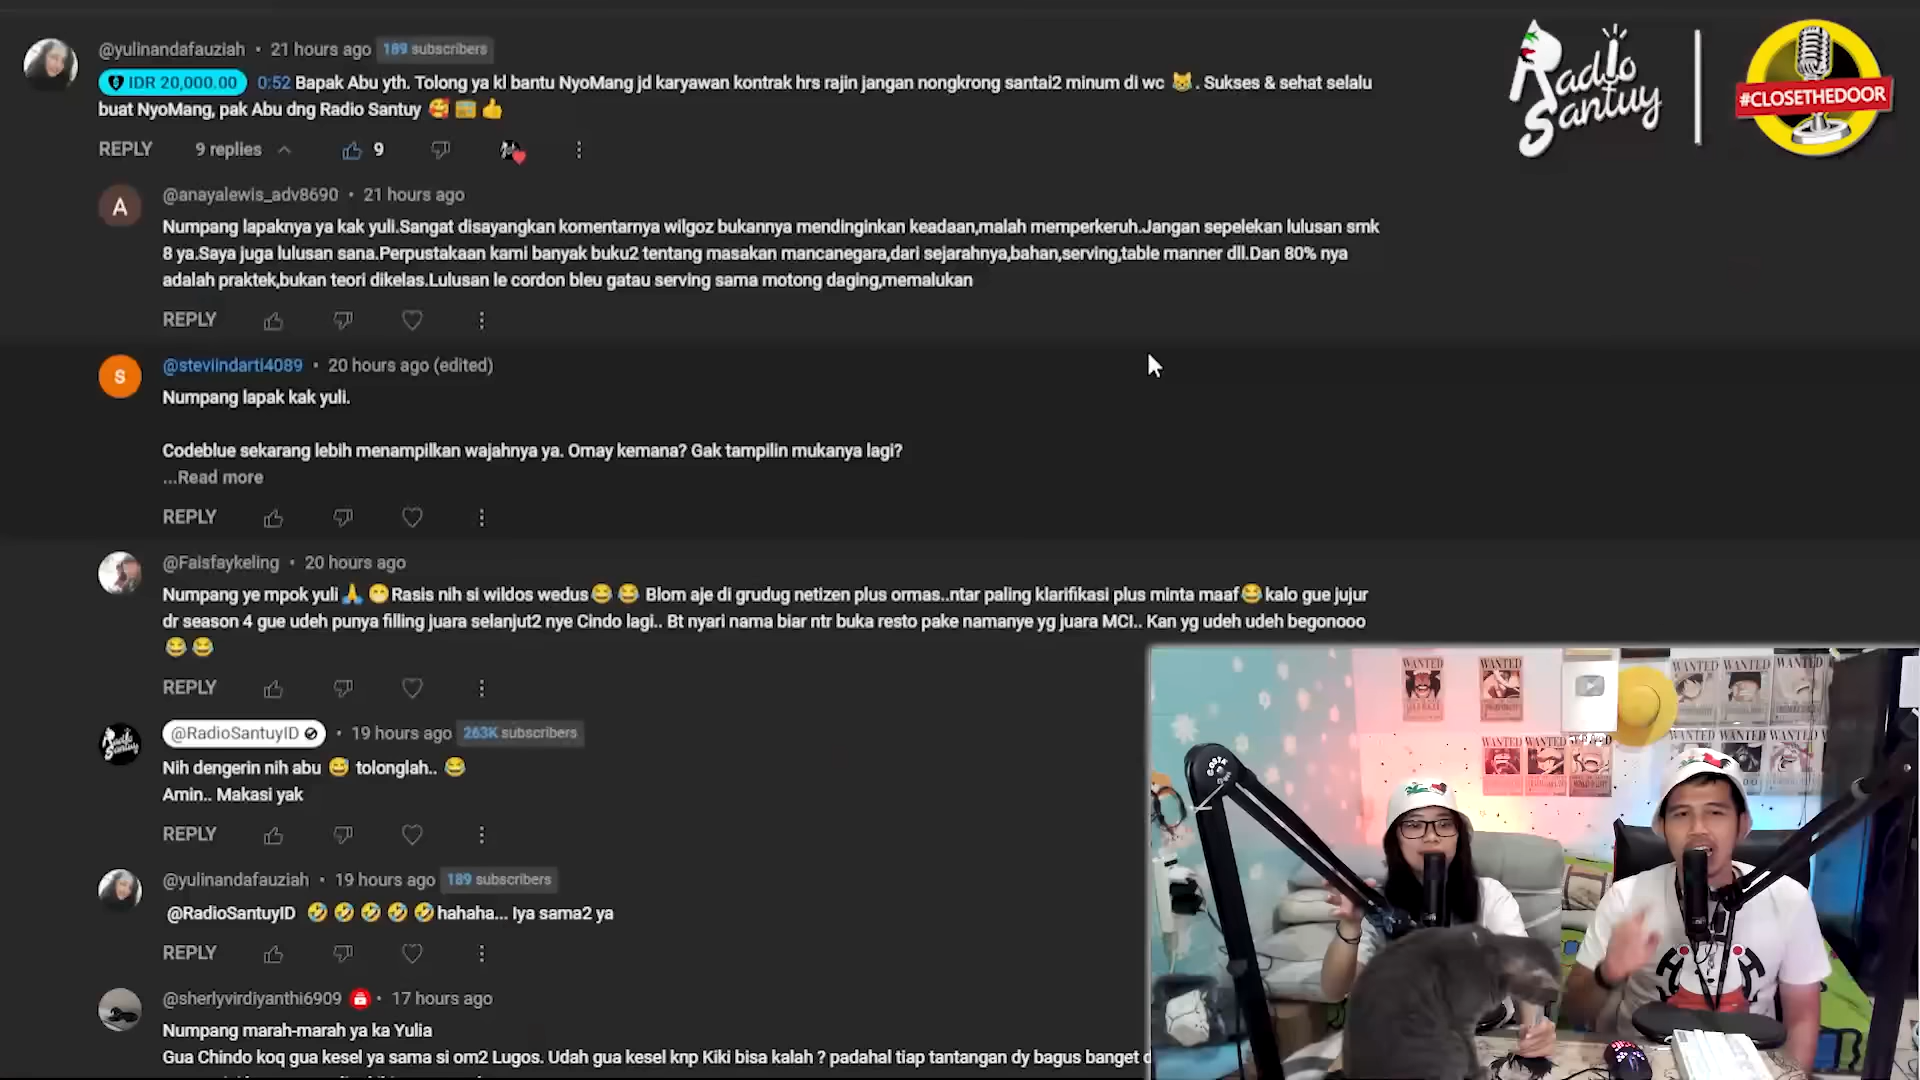 @yulinandafauziah • 21 hours ago 189 subscribers
IDR 20,000.00 0:52 Bapak Abu yth. Tolong ya kl bantu NyoMang jd karyawan kontrak hrs rajin jangan nongkrong santai2 minum di wc 😺 . Sukses & sehat selalu
buat NyoMang, pak Abu dng Radio Santuy 🥰 👍
REPLY 9 replies 9
A
@anayalewis_adv8690 • 21 hours ago
Numpang lapaknya ya kak yuli.Sangat disayangkan komentarnya wilgoz bukannya mendinginkan keadaan,malah memperkeruh.Jangan sepelekan lulusan smk
8 ya.Saya juga lulusan sana.Perpustakaan kami banyak buku2 tentang masakan mancanegara,dari sejarahnya,bahan,serving,table manner dll.Dan 80% nya
adalah praktek,bukan teori dikelas.Lulusan le cordon bleu gatau serving sama motong daging,memalukan
REPLY
S
@steviindarti4089 • 20 hours ago (edited)
Numpang lapak kak yuli.
Codeblue sekarang lebih menampilkan wajahnya ya. Omay kemana? Gak tampilin mukanya lagi?
...Read more
REPLY
@Faisfaykeling • 20 hours ago
Numpang ye mpok yuli🙏 😁Rasis nih si wildos wedus😂 😂 Blom aje di grudug netizen plus ormas..ntar paling klarifikasi plus minta maaf😂 kalo gue jujur
dr season 4 gue udeh punya filling juara selanjut2 nye Cindo lagi.. Bt nyari nama biar ntr buka resto pake namanye yg juara MCI.. Kan yg udeh udeh begonooo
😂 😂
REPLY
@RadioSantuyID • 19 hours ago 263K subscribers
Nih dengerin nih abu 😅 tolonglah.. 😂
Amin.. Makasi yak
REPLY
@yulinandafauziah • 19 hours ago 189 subscribers
@RadioSantuyID 🤣 🤣 🤣 🤣 🤣hahaha... Iya sama2 ya
REPLY
@sherlyvirdiyanthi6909 • 17 hours ago
Numpang marah-marah ya ka Yulia
Gua Chindo koq gua kesel ya sama si om2 Lugos. Udah gua kesel knp Kiki bisa kalah ? padahal tiap tantangan dy bagus banget d
Radio
Santuy
#CLOSETHEDOOR
WANTED WANTED
WANTED WANTED WANTED
WANTED WANTED WANTED